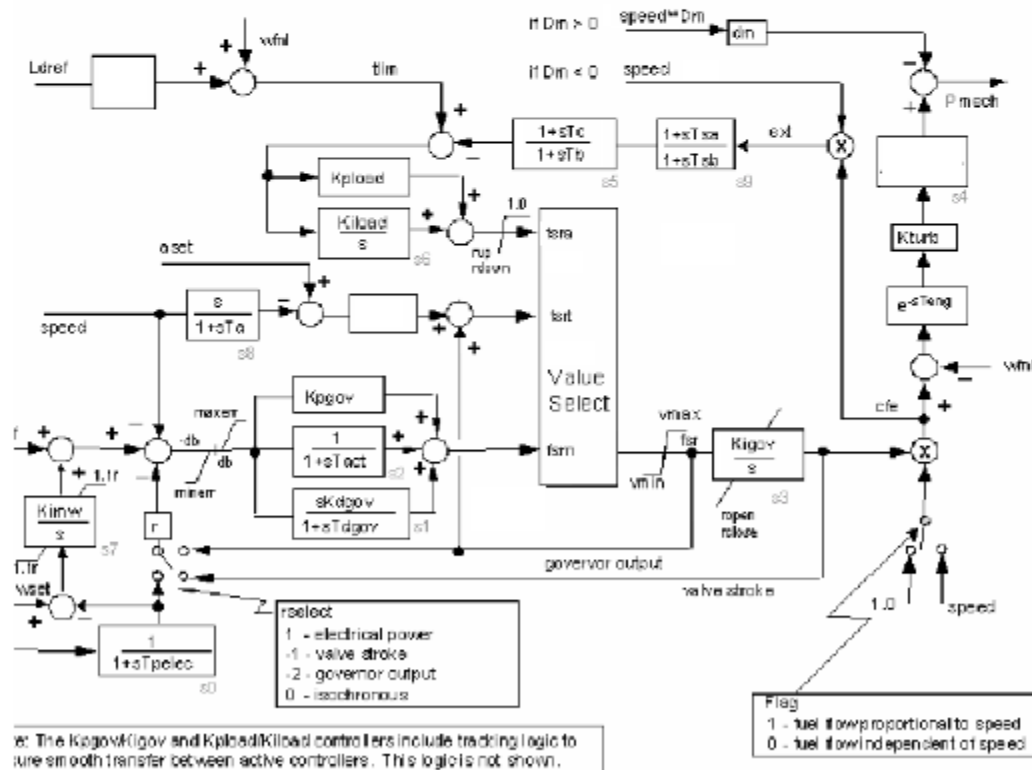 if Dm > 0
speed**Dm
dm
wfnl
Ldref
tlim
if Dm < 0
speed
Pmech
1+sTc
1+sTb
s5
1+sTsa
1+sTsb
s9
ext
X
s4
Kpload
Kiload
s
s6
1.0
rup
rdown
fsra
Kturb
aset
e-sTeng
speed
s
1+sTa
s8
fsrt
Value
Select
wfnl
cfe
Kpgov
maxerr
-db
db
minerr
1
1+sTact
s2
fsrn
vmax
fsr
vmin
Kigov
s
s3
ropen
rclose
X
f
1.1r
Kimw
s
s7
1.1r
r
sKdgov
1+sTdgov
s1
governor output
valve stroke
wset
1.0
speed
1
1+sTpelec
s0
rselect
1 - electrical power
-1 - valve stroke
-2 - governor output
0 - isochronous
Flag
1 - fuel flow proportional to speed
0 - fuel flow independent of speed
e: The Kpgov/Kigov and Kpload/Kiload controllers include tracking logic to
sure smooth transfer between active controllers. This logic is not shown.